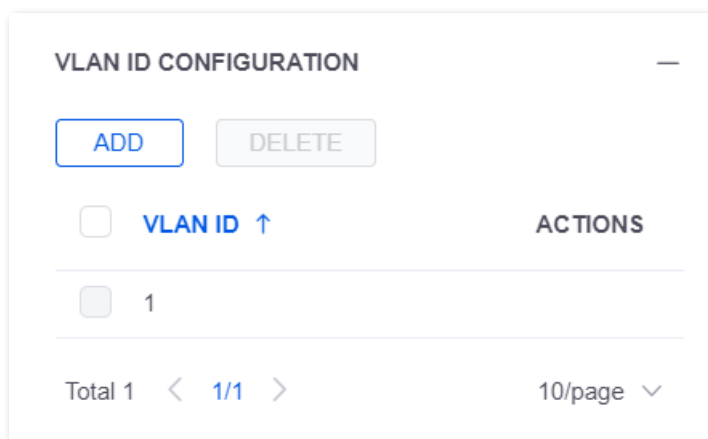 VLAN ID CONFIGURATION
ADD DELETE
VLAN ID ↑ ACTIONS
1
Total 1 < 1/1 > 10/page